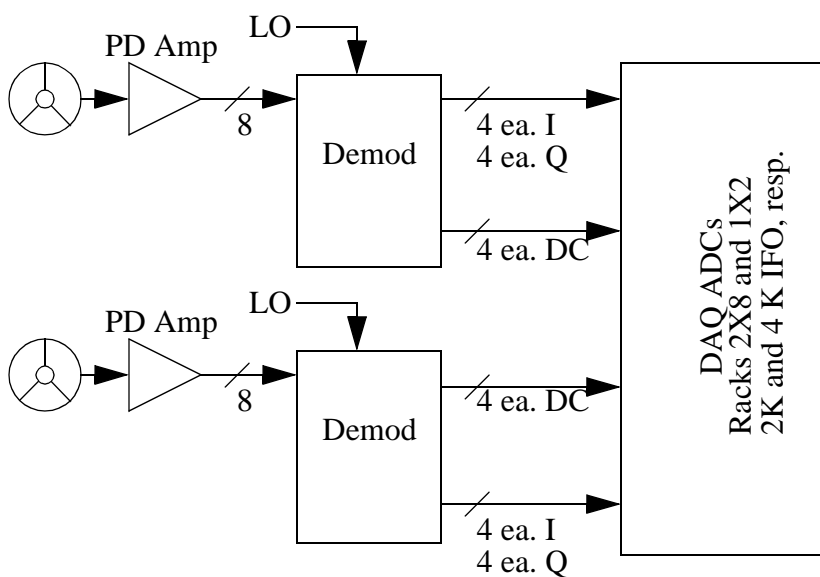 LO
PD Amp
8
Demod
4 ea. I
4 ea. Q
4 ea. DC
LO
PD Amp
8
Demod
4 ea. DC
4 ea. I
4 ea. Q
DAQ ADCs
Racks 2X8 and 1X2
2K and 4 K IFO, resp.